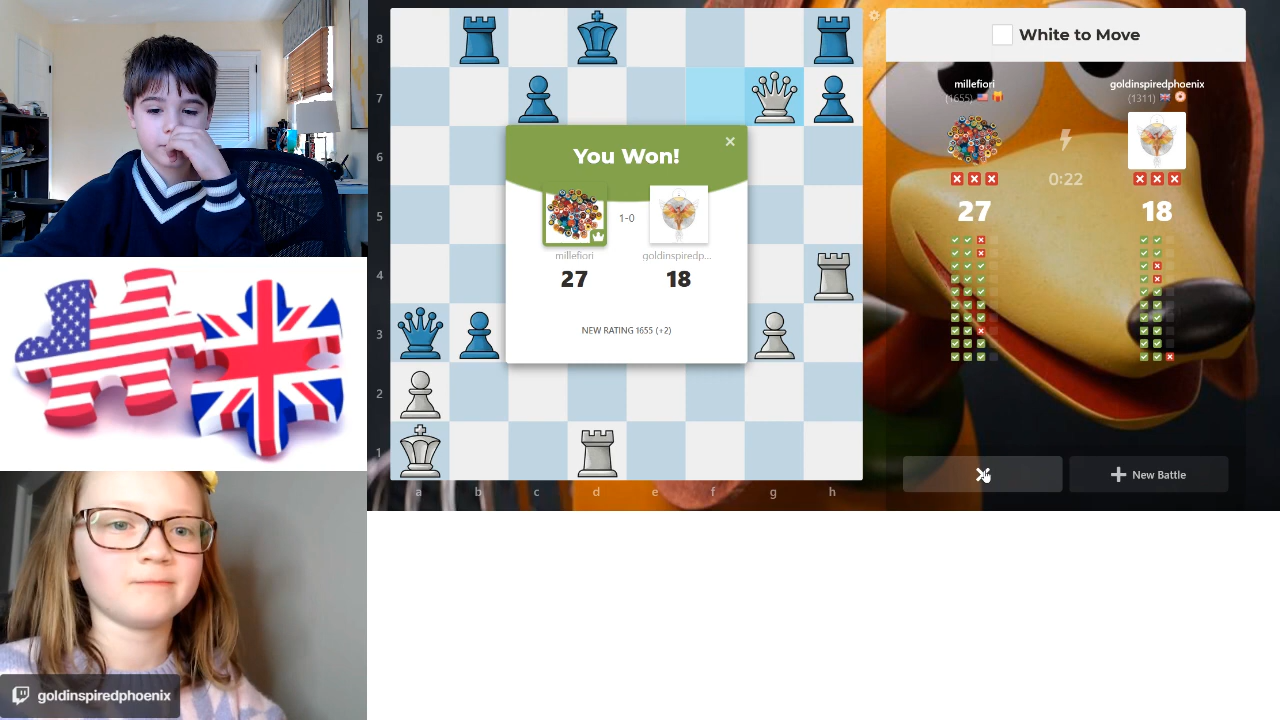 8
7
6
5
4
3
2
1
a b c d e f g h
You Won!
×
1-0
millefiori
goldinspiredp...
27
18
NEW RATING 1655 (+2)
White to Move
millefiori
(1655)
goldinspiredphoenix
(1311)
0:22
27
18
New Battle
goldinspiredphoenix